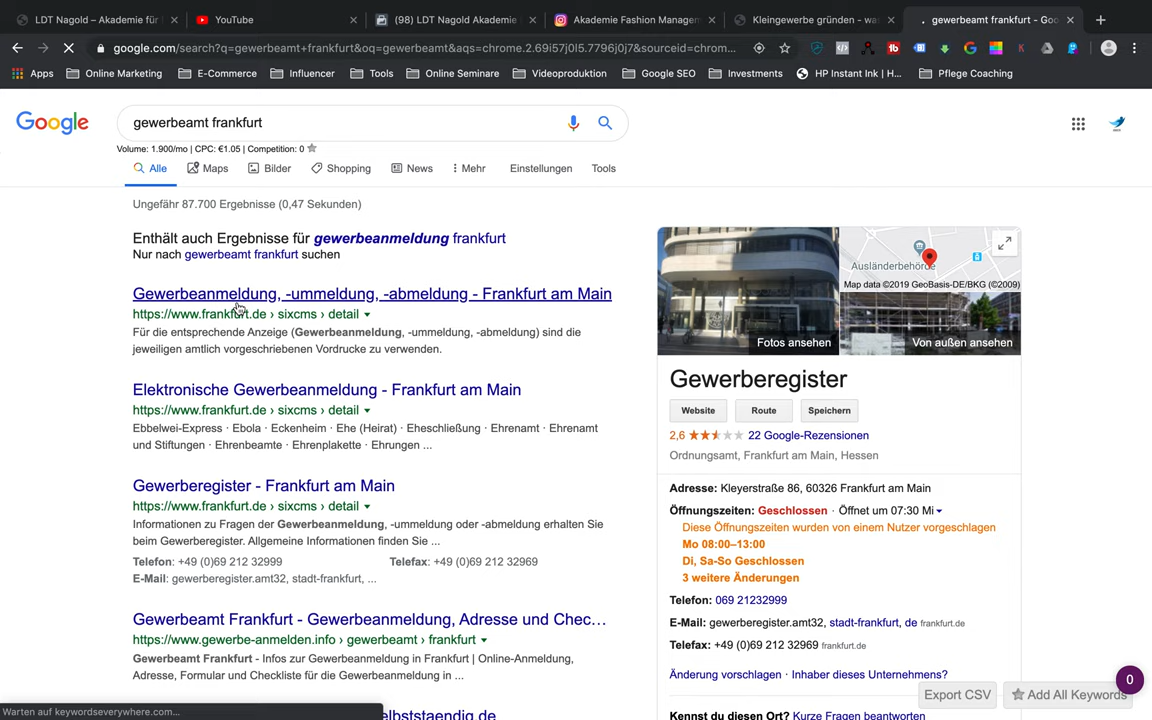 LDT Nagold – Akademie für
YouTube
(98) LDT Nagold Akademie
Akademie Fashion Managem
Kleingewerbe gründen - was
gewerbeamt frankfurt - Goo
google.com/search?q=gewerbeamt+frankfurt&oq=gewerbeamt&aqs=chrome.2.69i57j0l5.7796j0j7&sourceid=chrom...
Apps
Online Marketing
E-Commerce
Influencer
Tools
Online Seminare
Videoproduktion
Google SEO
Investments
HP Instant Ink | H...
Pflege Coaching
Google
gewerbeamt frankfurt
Volume: 1.900/mo | CPC: €1.05 | Competition: 0
Alle
Maps
Bilder
Shopping
News
Mehr
Einstellungen
Tools
Ungefähr 87.700 Ergebnisse (0,47 Sekunden)
Enthält auch Ergebnisse für gewerbeanmeldung frankfurt
Nur nach gewerbeamt frankfurt suchen
Gewerbeanmeldung, -ummeldung, -abmeldung - Frankfurt am Main
https://www.frankfurt.de › sixcms › detail
Für die entsprechende Anzeige (Gewerbeanmeldung, -ummeldung, -abmeldung) sind die
jeweiligen amtlich vorgeschriebenen Vordrucke zu verwenden.
Elektronische Gewerbeanmeldung - Frankfurt am Main
https://www.frankfurt.de › sixcms › detail
Ebbelwei-Express · Ebola · Eckenheim · Ehe (Heirat) · Eheschließung · Ehrenamt · Ehrenamt
und Stiftungen · Ehrenbeamte · Ehrenplakette · Ehrungen ...
Gewerberegister - Frankfurt am Main
https://www.frankfurt.de › sixcms › detail
Informationen zu Fragen der Gewerbeanmeldung, -ummeldung oder -abmeldung erhalten Sie
beim Gewerberegister. Allgemeine Informationen finden Sie ...
Telefon: +49 (0)69 212 32999
Telefax: +49 (0)69 212 32969
E-Mail: gewerberegister.amt32, stadt-frankfurt, ...
Gewerbeamt Frankfurt - Gewerbeanmeldung, Adresse und Chec...
https://www.gewerbe-anmelden.info › gewerbeamt › frankfurt
Gewerbeamt Frankfurt - Infos zur Gewerbeanmeldung in Frankfurt | Online-Anmeldung,
Adresse, Formular und Checkliste für die Gewerbeanmeldung in ...
elbststaendig.de
Warten auf keywordseverywhere.com...
Ausländerbehörde
Map data ©2019 GeoBasis-DE/BKG (©2009)
Fotos ansehen
Von außen ansehen
Gewerberegister
Website
Route
Speichern
2,6
22 Google-Rezensionen
Ordnungsamt, Frankfurt am Main, Hessen
Adresse: Kleyerstraße 86, 60326 Frankfurt am Main
Öffnungszeiten: Geschlossen · Öffnet um 07:30 Mi
Diese Öffnungszeiten wurden von einem Nutzer vorgeschlagen
Mo 08:00–13:00
Di, Sa-So Geschlossen
3 weitere Änderungen
Telefon: 069 21232999
E-Mail: gewerberegister.amt32, stadt-frankfurt, de frankfurt.de
Telefax: +49 (0)69 212 32969 frankfurt.de
Änderung vorschlagen · Inhaber dieses Unternehmens?
Kennst du diesen Ort? Kurze Fragen beantworten
Export CSV
Add All Keywords
0